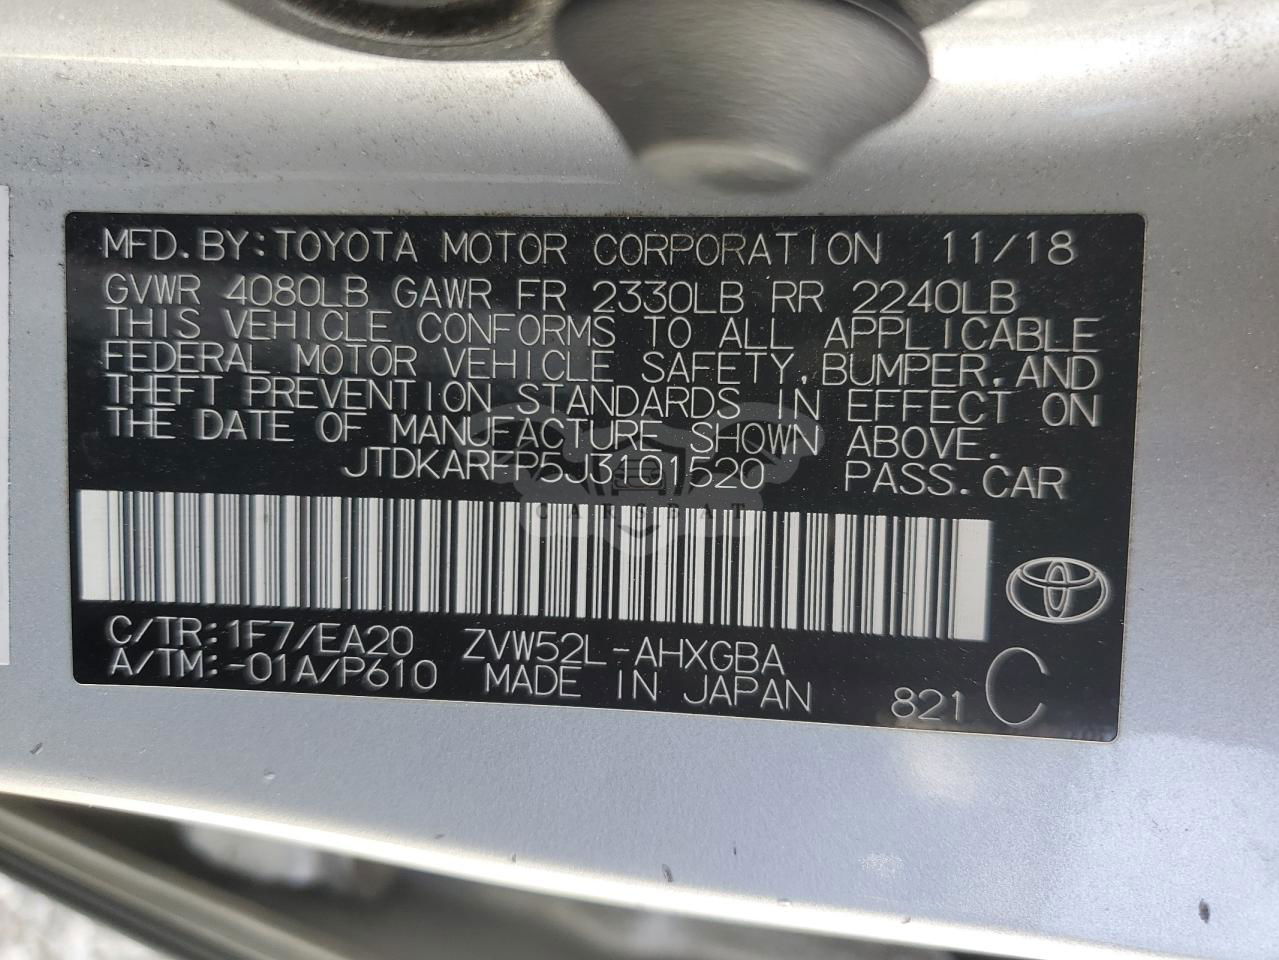 MFD.BY:TOYOTA MOTOR CORPORATION 11/18
GVWR 4080LB GAWR FR 2330LB RR 2240LB
THIS VEHICLE CONFORMS TO ALL APPLICABLE
FEDERAL MOTOR VEHICLE SAFETY,BUMPER,AND
THEFT PREVENTION STANDARDS IN EFFECT ON
THE DATE OF MANUFACTURE SHOWN ABOVE.
JTDKARFP5J3101520 PASS.CAR
CARSBAT
C/TR:1F7/EA20 ZVW52L-AHXGBA
A/TM:-01A/P610 MADE IN JAPAN 821 C